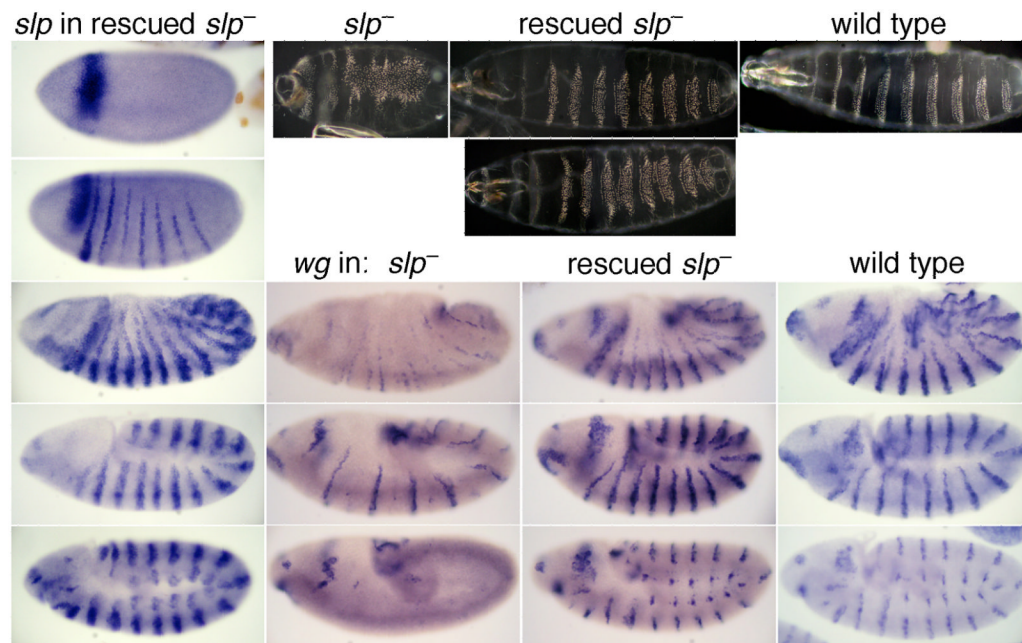 slp in rescued slp⁻ slp⁻ rescued slp⁻ wild type
wg in: slp⁻ rescued slp⁻ wild type